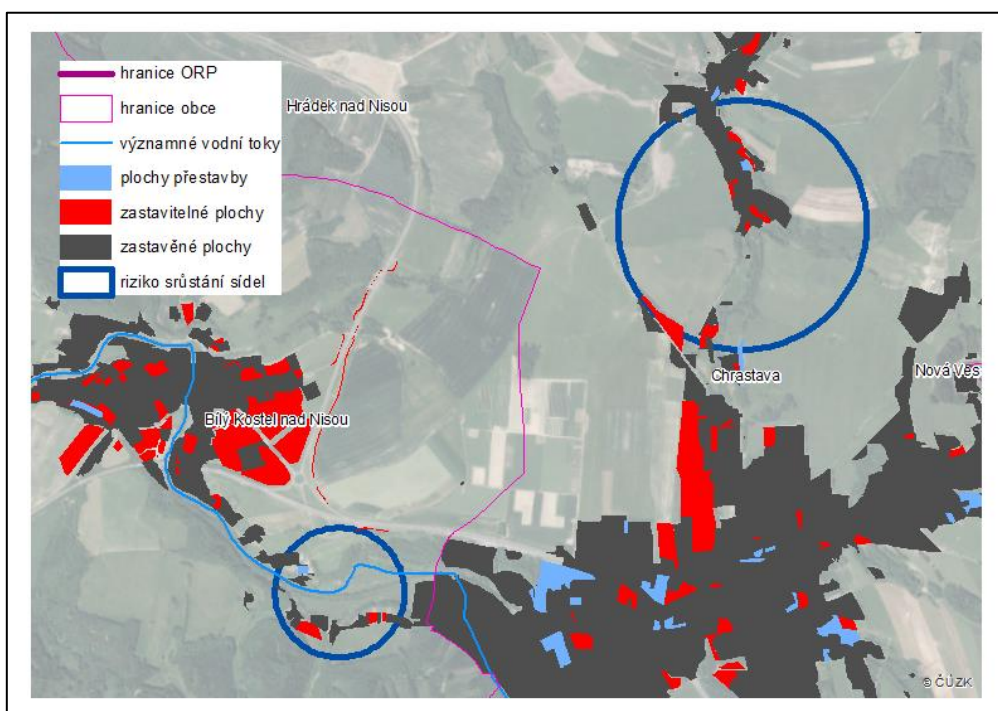 hranice ORP
hranice obce
významné vodní toky
plochy přestavby
zastavitelné plochy
zastavěné plochy
riziko srůstání sídel
Hrádek nad Nisou
Chrastava
Nová Ves
Bílý Kostel nad Nisou
© ČÚZK